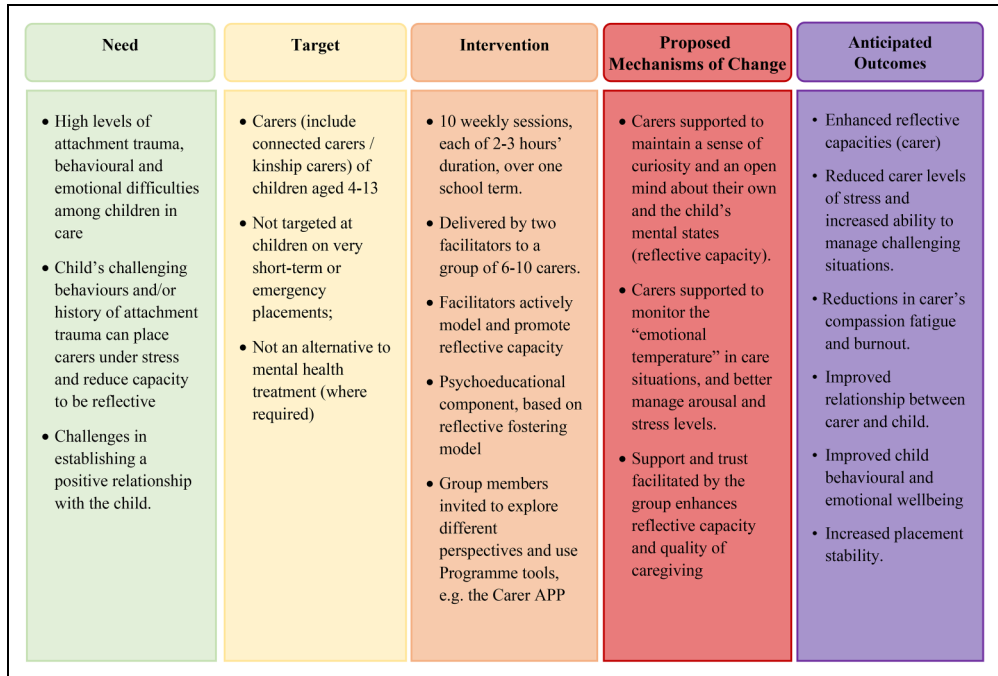 Need
Target
Intervention
Proposed
Mechanisms of Change
Anticipated
Outcomes
• High levels of
attachment trauma,
behavioural and
emotional difficulties
among children in
care
• Child’s challenging
behaviours and/or
history of attachment
trauma can place
carers under stress
and reduce capacity
to be reflective
• Challenges in
establishing a
positive relationship
with the child.
• Carers (include
connected carers /
kinship carers) of
children aged 4-13
• Not targeted at
children on very
short-term or
emergency
placements;
• Not an alternative to
mental health
treatment (where
required)
• 10 weekly sessions,
each of 2-3 hours’
duration, over one
school term.
• Delivered by two
facilitators to a
group of 6-10 carers.
• Facilitators actively
model and promote
reflective capacity
• Psychoeducational
component, based on
reflective fostering
model
• Group members
invited to explore
different
perspectives and use
Programme tools,
e.g. the Carer APP
• Carers supported to
maintain a sense of
curiosity and an open
mind about their own
and the child’s
mental states
(reflective capacity).
• Carers supported to
monitor the
“emotional
temperature” in care
situations, and better
manage arousal and
stress levels.
• Support and trust
facilitated by the
group enhances
reflective capacity
and quality of
caregiving
• Enhanced reflective
capacities (carer)
• Reduced carer levels
of stress and
increased ability to
manage challenging
situations.
• Reductions in carer’s
compassion fatigue
and burnout.
• Improved
relationship between
carer and child.
• Improved child
behavioural and
emotional wellbeing
• Increased placement
stability.